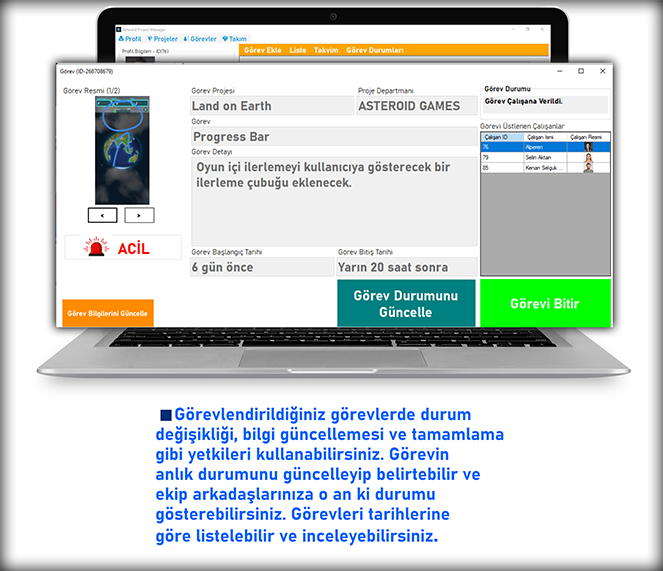 Asteroid Project Manager
Profil Projeler Görevler Takım
Profil Bilgileri - ID(76)
Görev Ekle Liste Takvim Görev Durumları
Görev (ID-268708679)
Görev Resmi (1/2)
Görev Projesi
Land on Earth
Proje Departmanı
ASTEROID GAMES
Görev Durumu
Görev Çalışana Verildi.
Görev
Progress Bar
Görevi Üstlenen Çalışanlar
Çalışan ID Çalışan İsmi Çalışan Resmi
76 Alperen
79 Selin Aktan
85 Kenan Selçuk ...
Görev Detayı
Oyun içi ilerlemeyi kullanıcıya gösterecek bir
ilerleme çubuğu eklenecek.
<
>
ACİL
Görev Başlangıç Tarihi
6 gün önce
Görev Bitiş Tarihi
Yarın 20 saat sonra
Görev Bilgilerini Güncelle
Görev Durumunu
Güncelle
Görevi Bitir
Görevlendirildiğiniz görevlerde durum
değişikliği, bilgi güncellemesi ve tamamlama
gibi yetkileri kullanabilirsiniz. Görevin
anlık durumunu güncelleyip belirtebilir ve
ekip arkadaşlarınıza o an ki durumu
gösterebilirsiniz. Görevleri tarihlerine
göre listelebilir ve inceleyebilirsiniz.